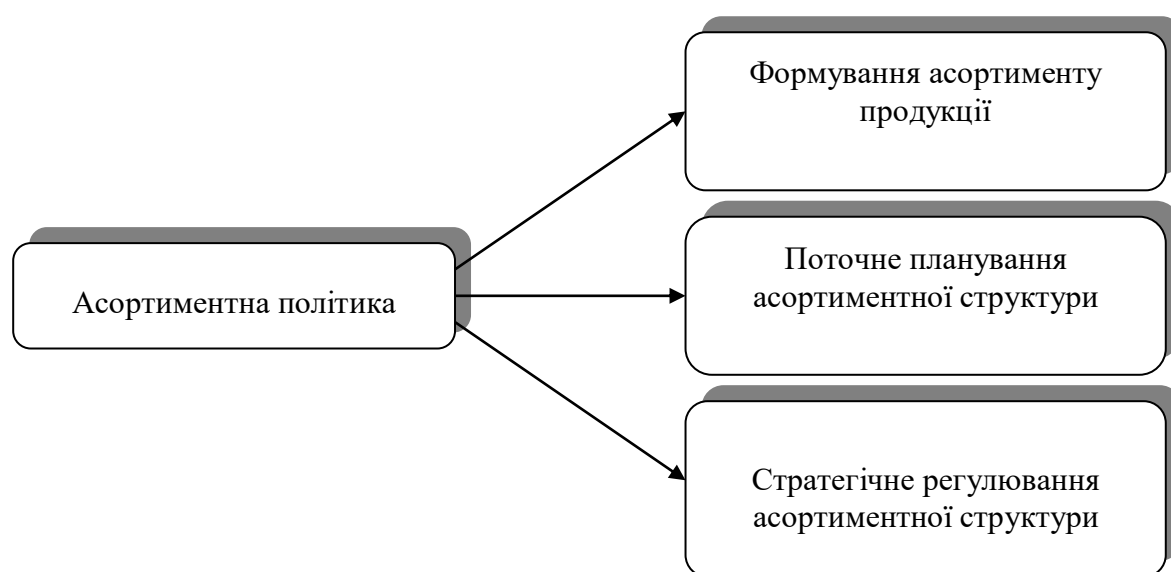 Формування асортименту
продукції
Асортиментна політика
Поточне планування
асортиментної структури
Стратегічне регулювання
асортиментної структури